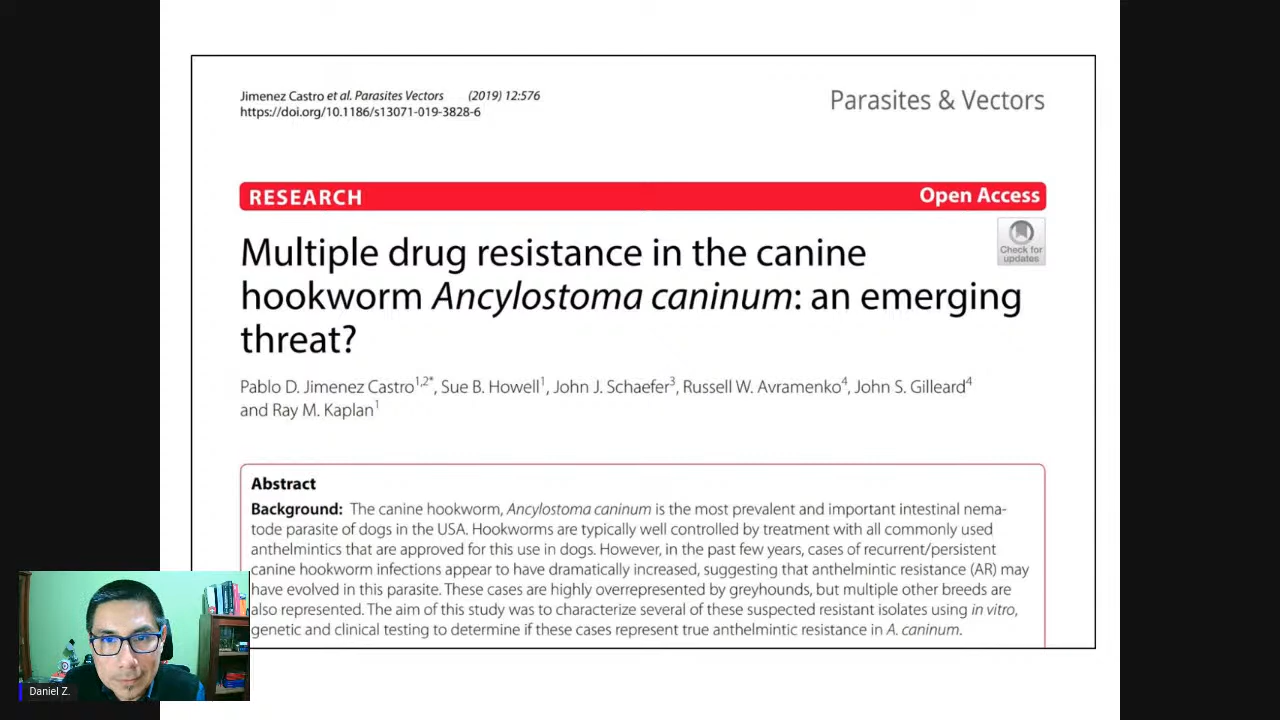 Jimenez Castro et al. Parasites Vectors (2019) 12:576
https://doi.org/10.1186/s13071-019-3828-6
Parasites & Vectors
RESEARCH
Open Access
Check for
updates
Multiple drug resistance in the canine
hookworm Ancylostoma caninum: an emerging
threat?
Pablo D. Jimenez Castro1,2*, Sue B. Howell1, John J. Schaefer3, Russell W. Avramenko4, John S. Gilleard4
and Ray M. Kaplan1
Abstract
Background: The canine hookworm, Ancylostoma caninum is the most prevalent and important intestinal nema-
tode parasite of dogs in the USA. Hookworms are typically well controlled by treatment with all commonly used
anthelmintics that are approved for this use in dogs. However, in the past few years, cases of recurrent/persistent
canine hookworm infections appear to have dramatically increased, suggesting that anthelmintic resistance (AR) may
have evolved in this parasite. These cases are highly overrepresented by greyhounds, but multiple other breeds are
also represented. The aim of this study was to characterize several of these suspected resistant isolates using in vitro,
genetic and clinical testing to determine if these cases represent true anthelmintic resistance in A. caninum.
Daniel Z.